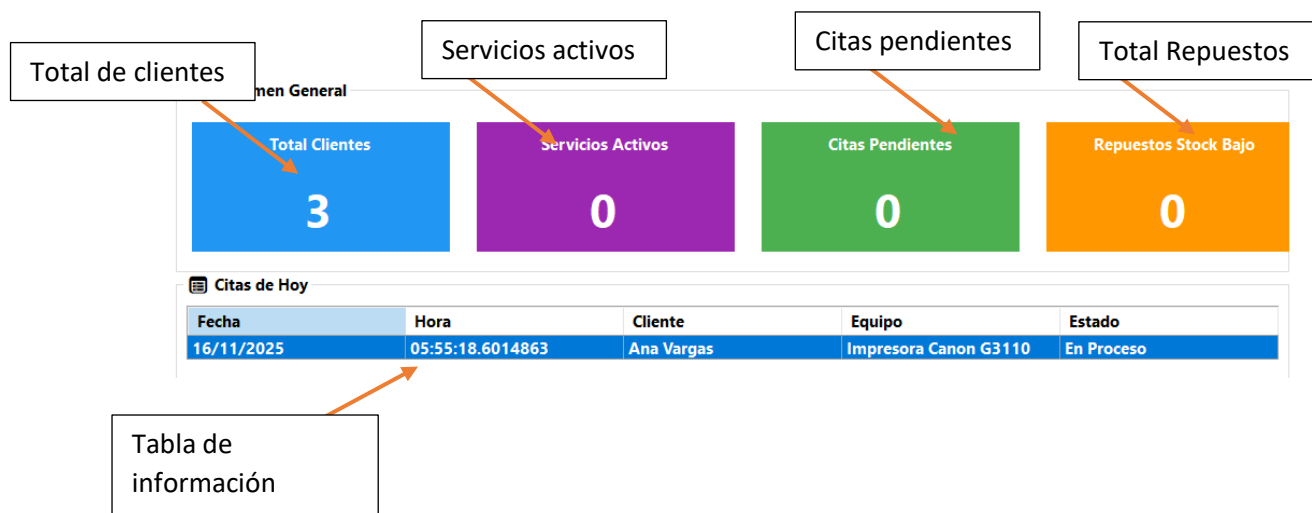 Total de clientes
Servicios activos
Citas pendientes
Total Repuestos
men General
Total Clientes
Servicios Activos
Citas Pendientes
Repuestos Stock Bajo
3
0
0
0
Citas de Hoy
Fecha Hora Cliente Equipo Estado
16/11/2025 05:55:18.6014863 Ana Vargas Impresora Canon G3110 En Proceso
Tabla de
información